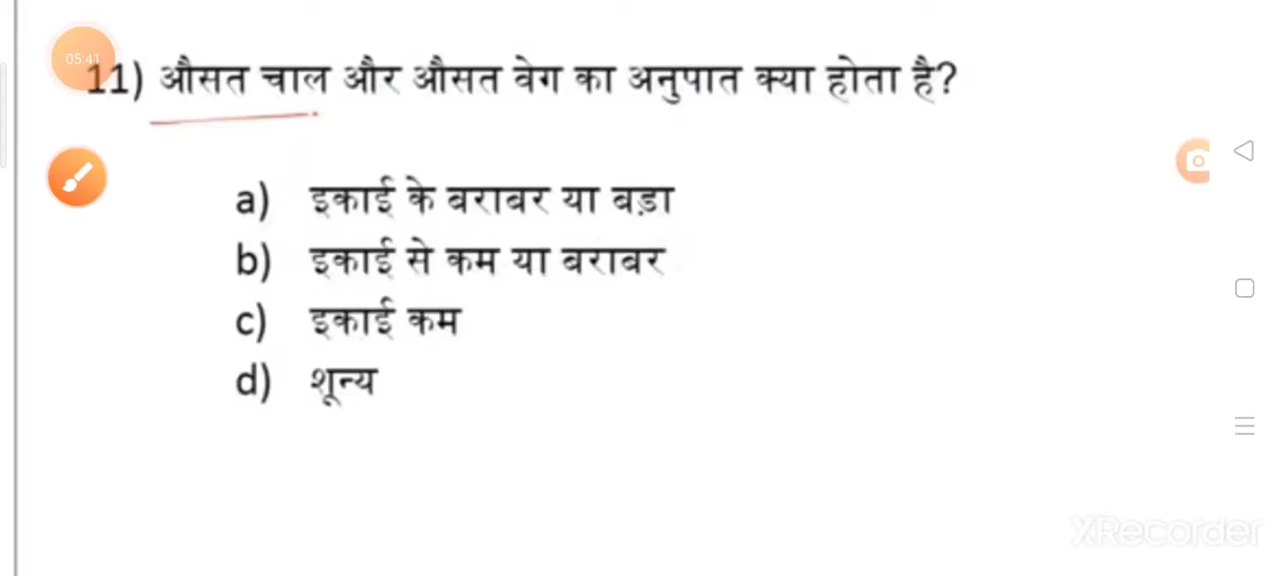 05:41
11) औसत चाल और औसत वेग का अनुपात क्या होता है?
a) इकाई के बराबर या बड़ा
b) इकाई से कम या बराबर
c) इकाई कम
d) शून्य
XRecorder